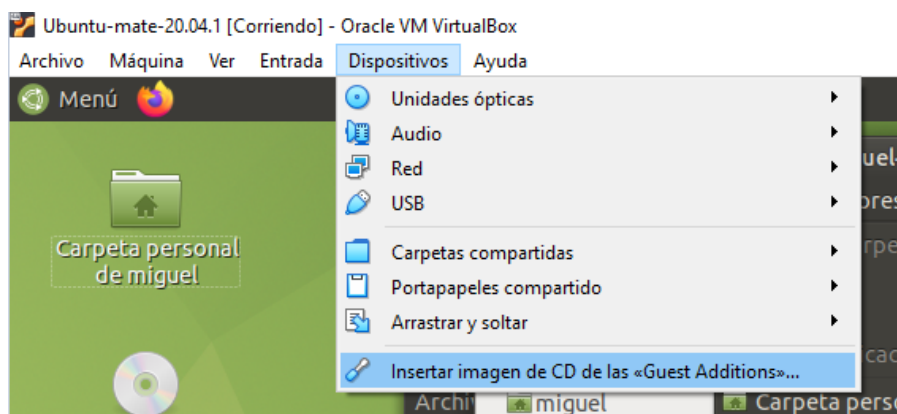 Ubuntu-mate-20.04.1 [Corriendo] - Oracle VM VirtualBox
Archivo Máquina Ver Entrada Dispositivos Ayuda
Menú
Unidades ópticas
Audio
Red
USB
Carpetas compartidas
Portapapeles compartido
Arrastrar y soltar
Insertar imagen de CD de las «Guest Additions»...
Carpeta personal
de miguel
miguel